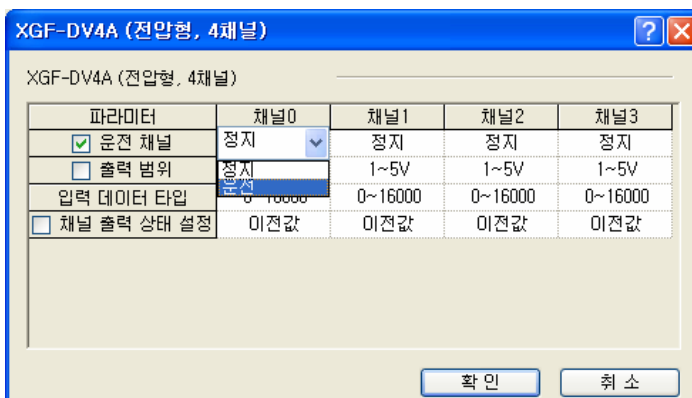 XGF-DV4A (전압형, 4채널)
XGF-DV4A (전압형, 4채널)
파라미터 채널0 채널1 채널2 채널3
운전 채널 정지 정지 정지 정지
출력 범위 정지 1~5V 1~5V 1~5V
운전
입력 데이터 타입 0~16000 0~16000 0~16000 0~16000
채널 출력 상태 설정 이전값 이전값 이전값 이전값
확인 취소